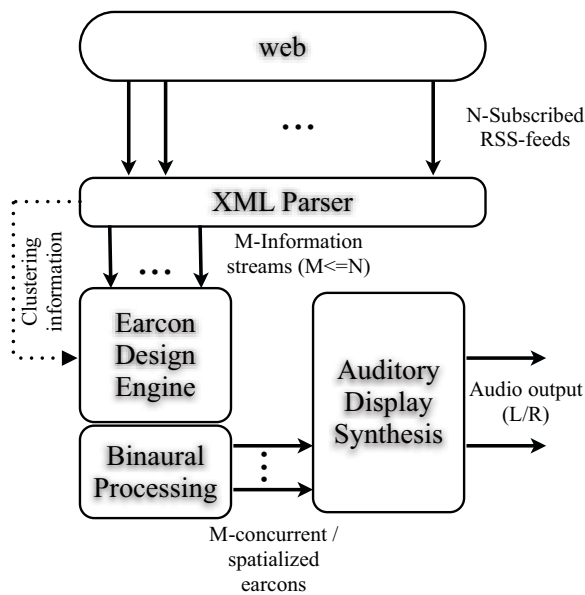 web
...
N-Subscribed
RSS-feeds
XML Parser
M-Information
streams (M<=N)
...
Clustering
information
Earcon
Design
Engine
Auditory
Display
Synthesis
Audio output
(L/R)
Binaural
Processing
M-concurrent /
spatialized
earcons